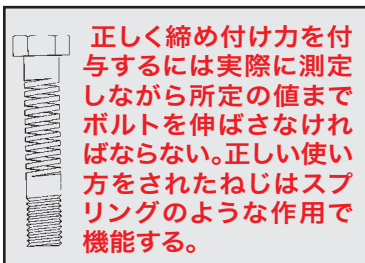 正しく締め付け力を付
与するには実際に測定
しながら所定の値まで
ボルトを伸ばさなけれ
ばならない。正しい使い
方をされたねじはスプ
リングのような作用で
機能する。